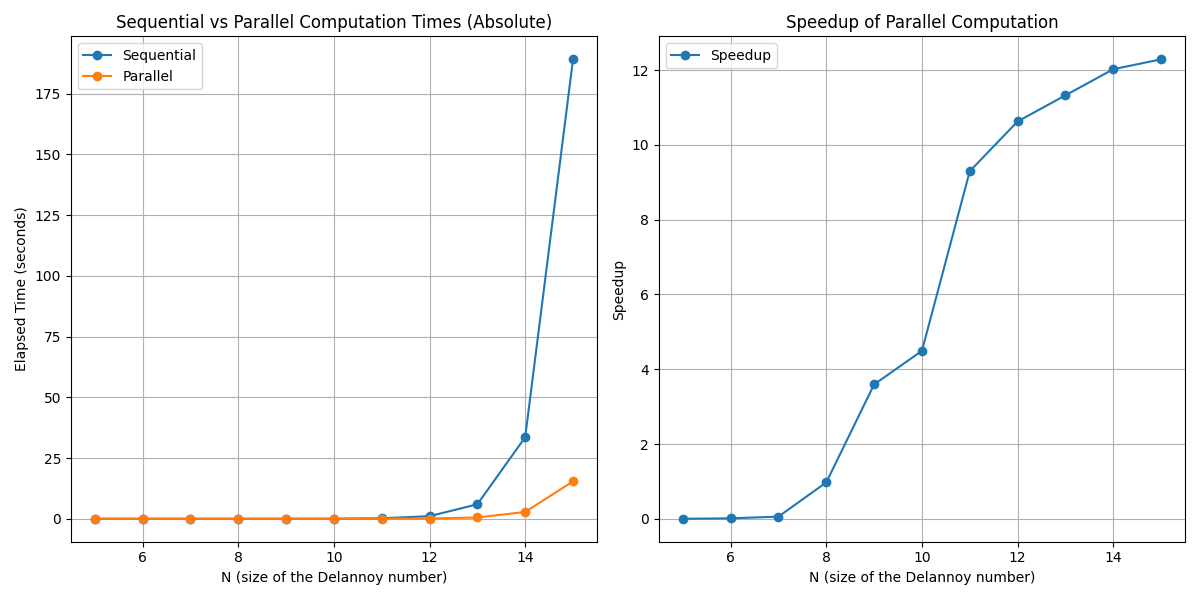 Sequential vs Parallel Computation Times (Absolute)
Sequential
Parallel
175
150
125
100
75
50
25
0
6
8
10
12
14
Elapsed Time (seconds)
N (size of the Delannoy number)
Speedup of Parallel Computation
Speedup
12
10
8
6
4
2
0
6
8
10
12
14
Speedup
N (size of the Delannoy number)